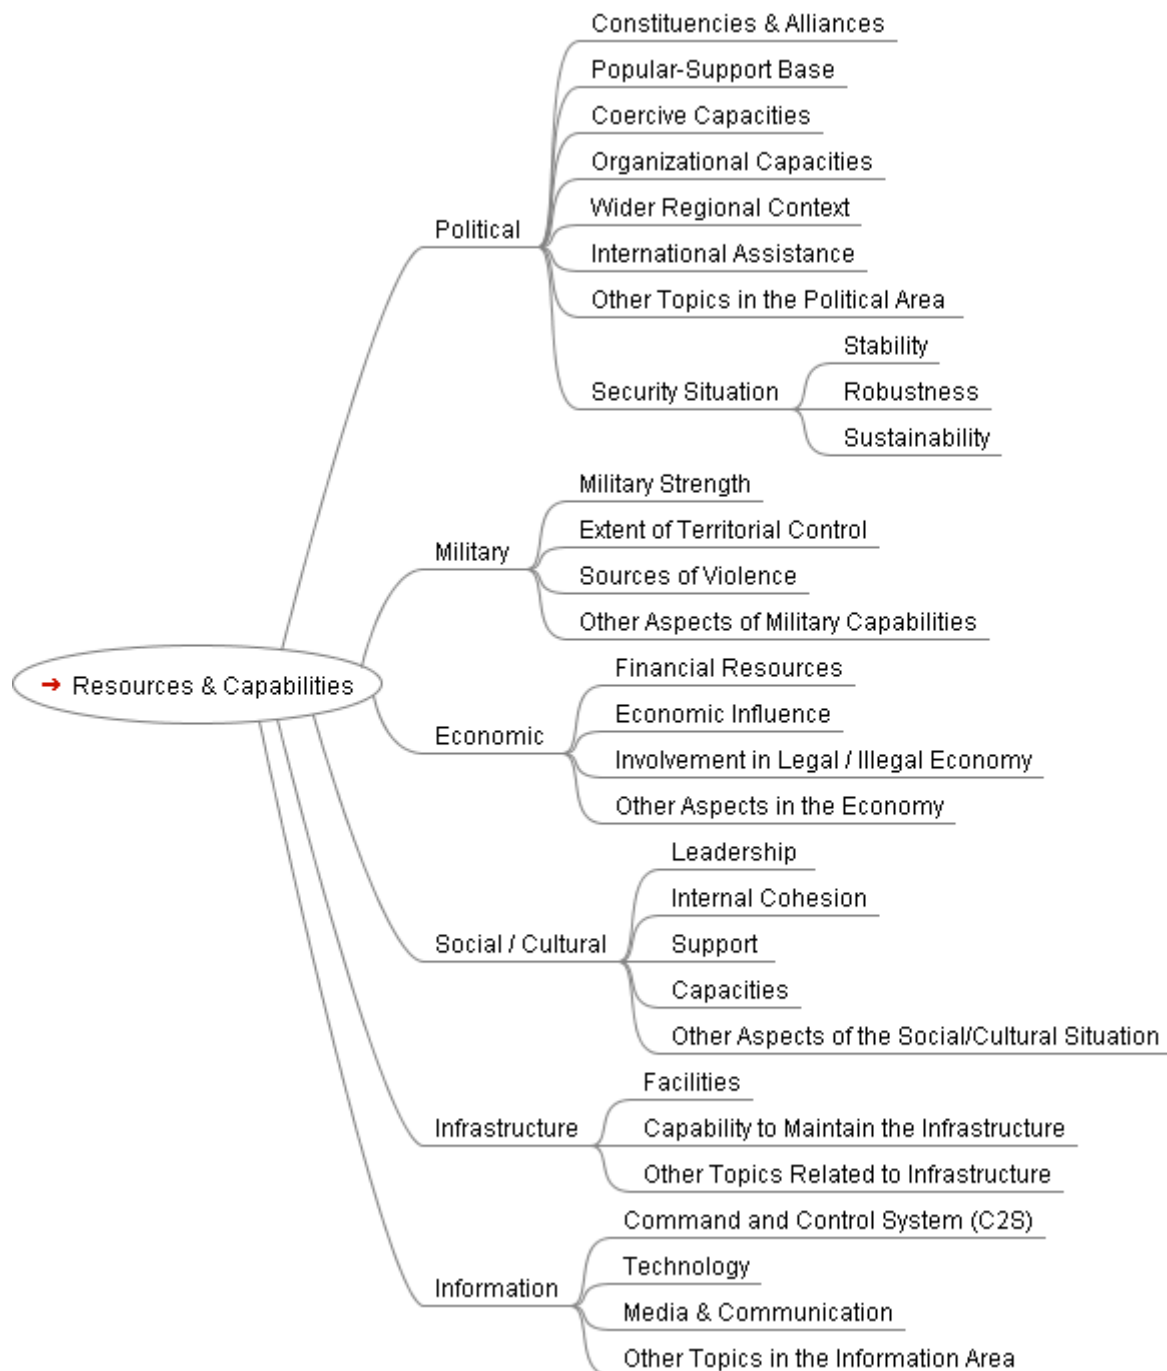 Constituencies & Alliances
Popular-Support Base
Coercive Capacities
Organizational Capacities
Wider Regional Context
Political
International Assistance
Other Topics in the Political Area
Stability
Security Situation
Robustness
Sustainability
Military Strength
Extent of Territorial Control
Military
Sources of Violence
Other Aspects of Military Capabilities
Financial Resources
→ Resources & Capabilities
Economic Influence
Economic
Involvement in Legal / Illegal Economy
Other Aspects in the Economy
Leadership
Internal Cohesion
Social / Cultural
Support
Capacities
Other Aspects of the Social/Cultural Situation
Facilities
Infrastructure
Capability to Maintain the Infrastructure
Other Topics Related to Infrastructure
Command and Control System (C2S)
Technology
Information
Media & Communication
Other Topics in the Information Area